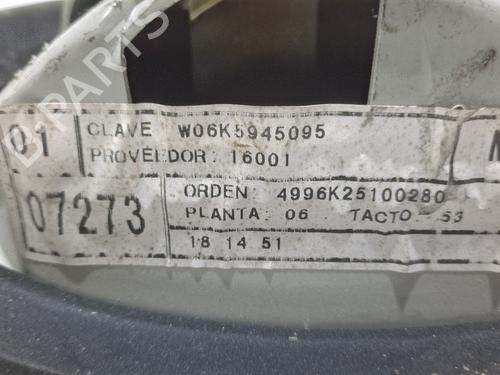 01 CLAVE W06K5945095 M
PROVEEDOR: 16001
07273 ORDEN: 4996K25100280
PLANTA: 06 TACTO: 53
18 14 51
B-PARTS